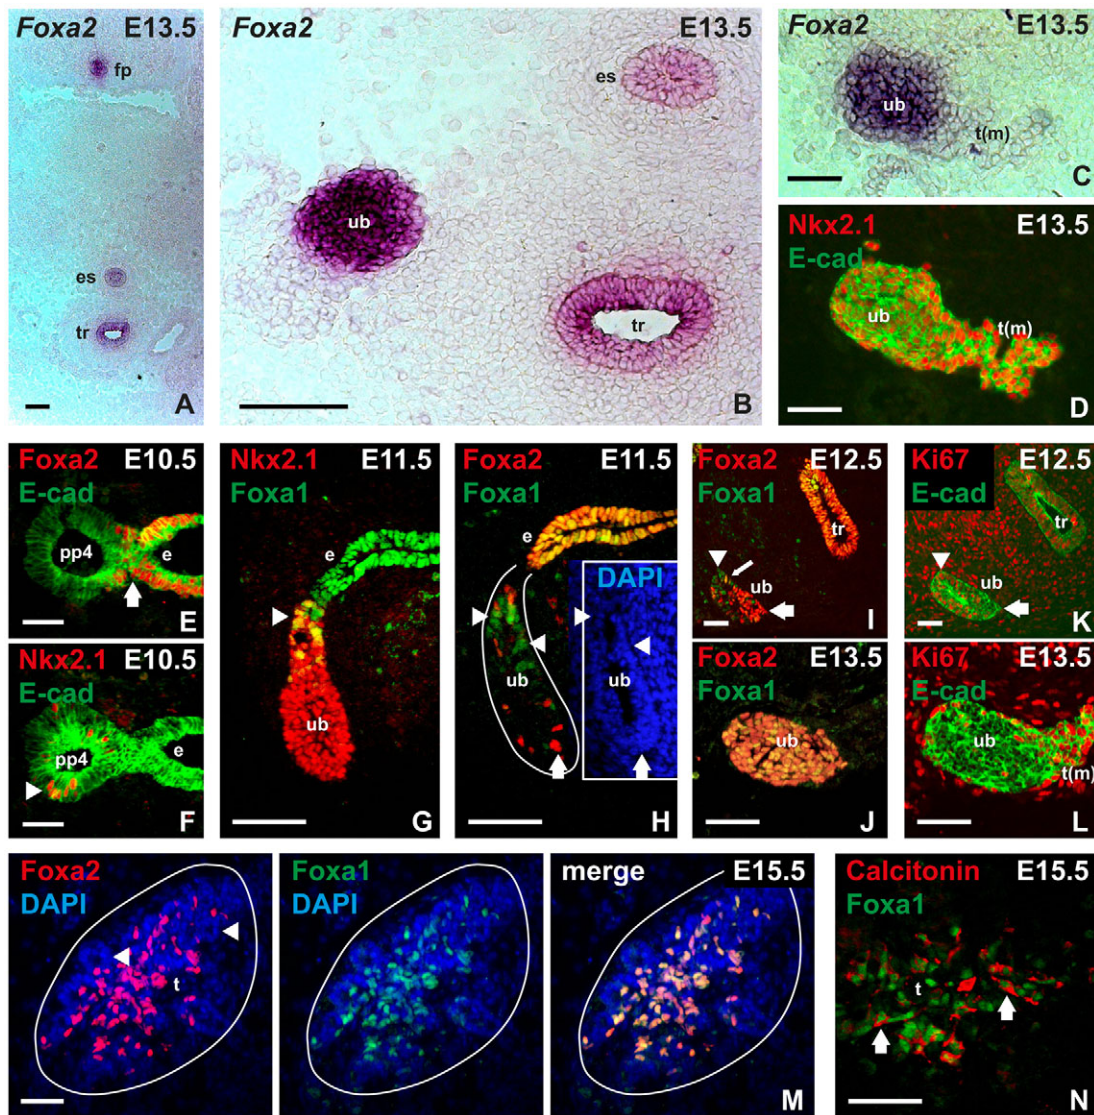 Foxa2 E13.5
fp
es
tr
A
Foxa2 E13.5
es
ub
tr
B
Foxa2 E13.5
ub
t(m)
C
Nkx2.1 E13.5
E-cad
ub
t(m)
D
Foxa2 E10.5
E-cad
pp4
e
E
Nkx2.1 E10.5
E-cad
pp4
e
F
Nkx2.1 E11.5
Foxa1
e
ub
G
Foxa2 E11.5
Foxa1
e
DAPI
ub
ub
H
Foxa2 E12.5
Foxa1
tr
ub
I
Foxa2 E13.5
Foxa1
ub
J
Ki67 E12.5
E-cad
tr
ub
K
Ki67 E13.5
E-cad
ub
t(m)
L
Foxa2
DAPI
t
Foxa1
DAPI
merge E15.5
M
Calcitonin E15.5
Foxa1
t
N